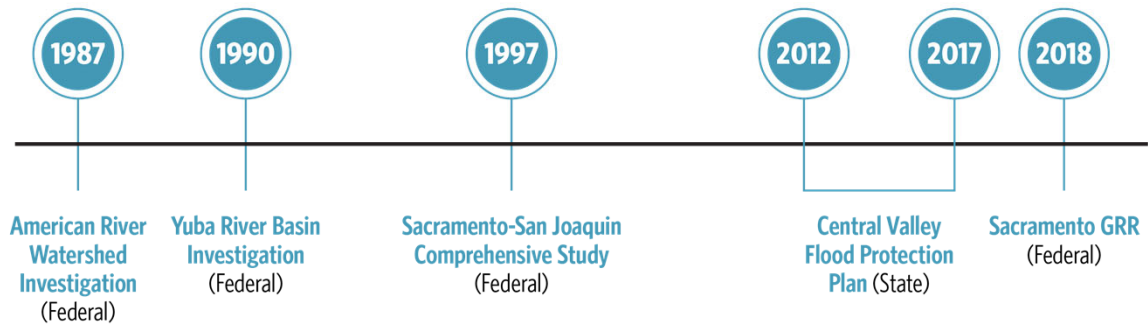 1987
1990
1997
2012
2017
2018
American River
Watershed
Investigation
(Federal)
Yuba River Basin
Investigation
(Federal)
Sacramento-San Joaquin
Comprehensive Study
(Federal)
Central Valley
Flood Protection
Plan (State)
Sacramento GRR
(Federal)